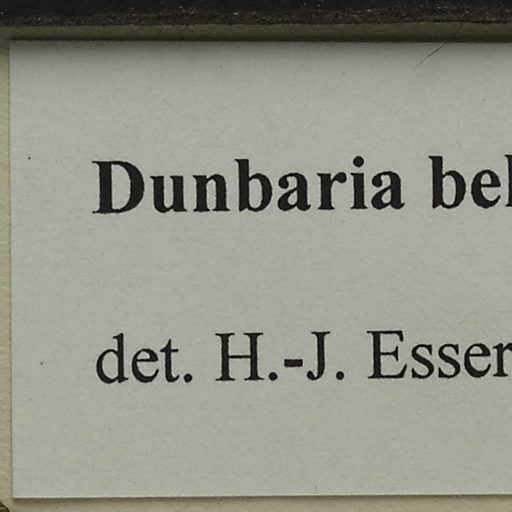 Dunbaria bel
det. H.-J. Esser